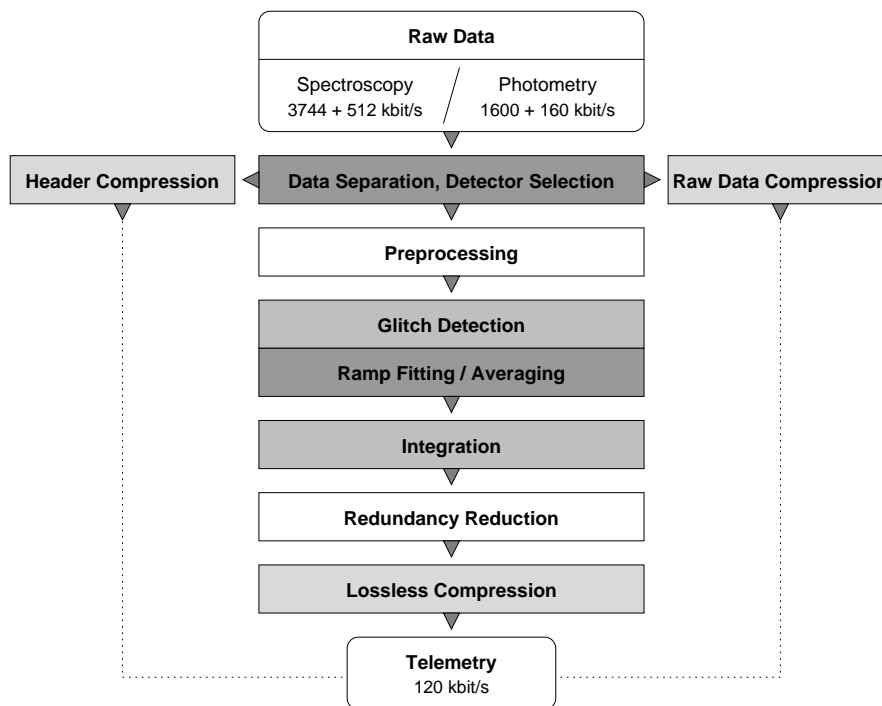 Raw Data
Spectroscopy
3744 + 512 kbit/s
Photometry
1600 + 160 kbit/s
Header Compression
Data Separation, Detector Selection
Raw Data Compression
Preprocessing
Glitch Detection
Ramp Fitting / Averaging
Integration
Redundancy Reduction
Lossless Compression
Telemetry
120 kbit/s